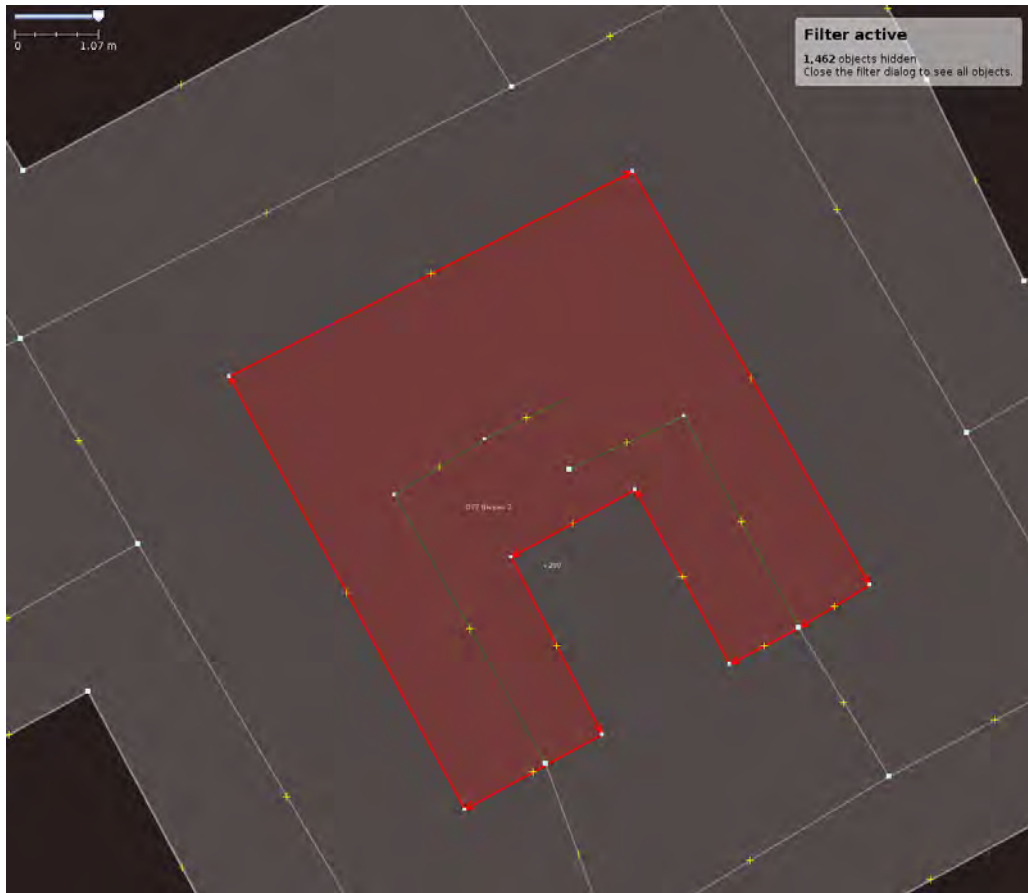 0 1.07 m
Filter active
1,462 objects hidden
Close the filter dialog to see all objects.